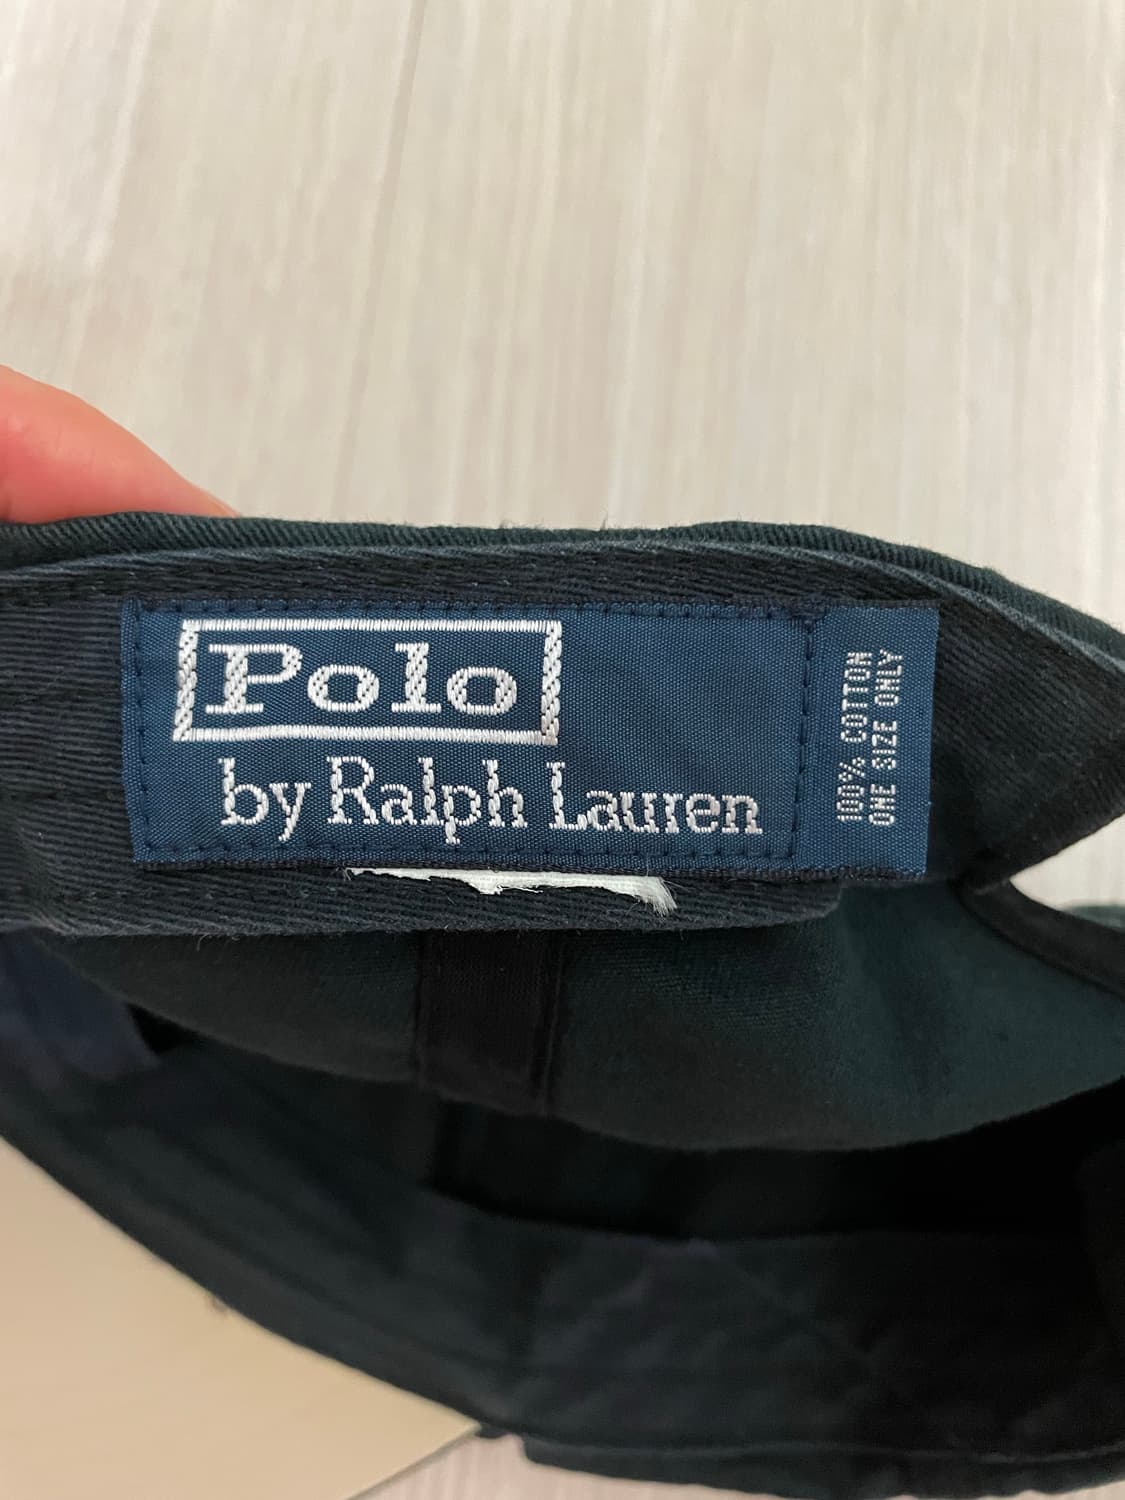 Polo
by Ralph Lauren
100% COTTON
ONE SIZE ONLY